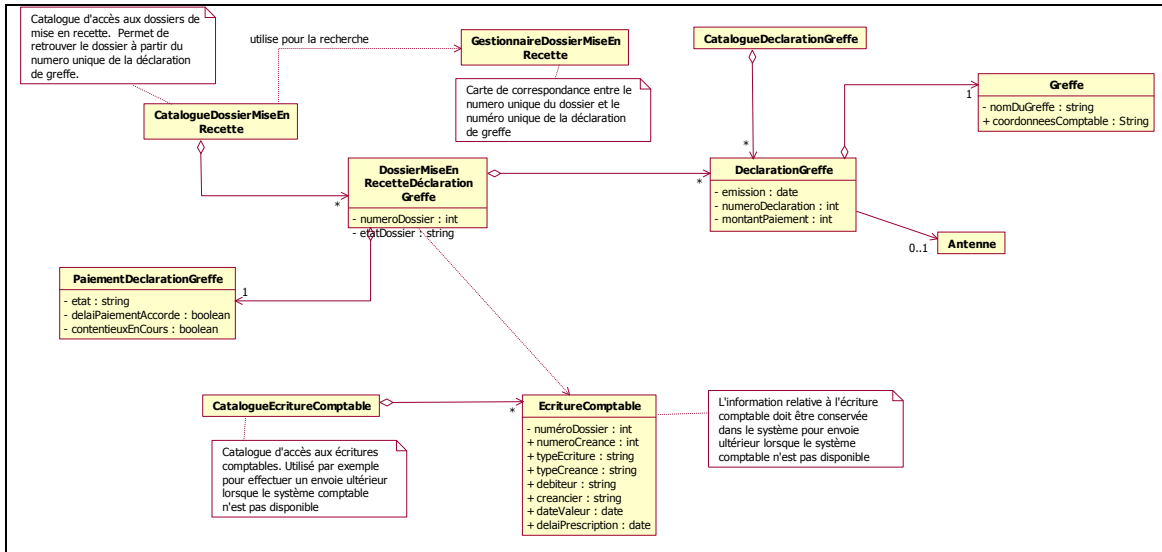 Catalogue d'accès aux dossiers de
mise en recette. Permet de
retrouver le dossier à partir du
numero unique de la déclaration
de greffe.
utilise pour la recherche
GestionnaireDossierMiseEn
Recette
Carte de correspondance entre le
numero unique du dossier et le
numéro unique de la déclaration
de greffe
CatalogueDeclarationGreffe
*
Greffe
- nomDuGreffe : string
+ coordonneesComptable : String
1
CatalogueDossierMiseEn
Recette
*
DossierMiseEn
RecetteDéclaration
Greffe
- numeroDossier : int
- etatDossier : string
*
DeclarationGreffe
- emission : date
- numeroDeclaration : int
- montantPaiement : int
0..1
Antenne
PaiementDeclarationGreffe
- etat : string
- delaiPaiementAccorde : boolean
- contentieuxEnCours : boolean
1
CatalogueEcritureComptable
*
Catalogue d'accès aux écritures
comptables. Utilisé par exemple
pour effectuer un envoie ultérieur
lorsque le système comptable
n'est pas disponible
EcritureComptable
- numéroDossier : int
+ numeroCreance : int
+ typeEcriture : string
+ typeCreance : string
+ debiteur : string
+ creancier : string
+ dateValeur : date
+ delaiPrescription : date
L'information relative à l'écriture
comptable doit être conservée
dans le système pour envoie
ultérieur lorsque le système
comptable n'est pas disponible